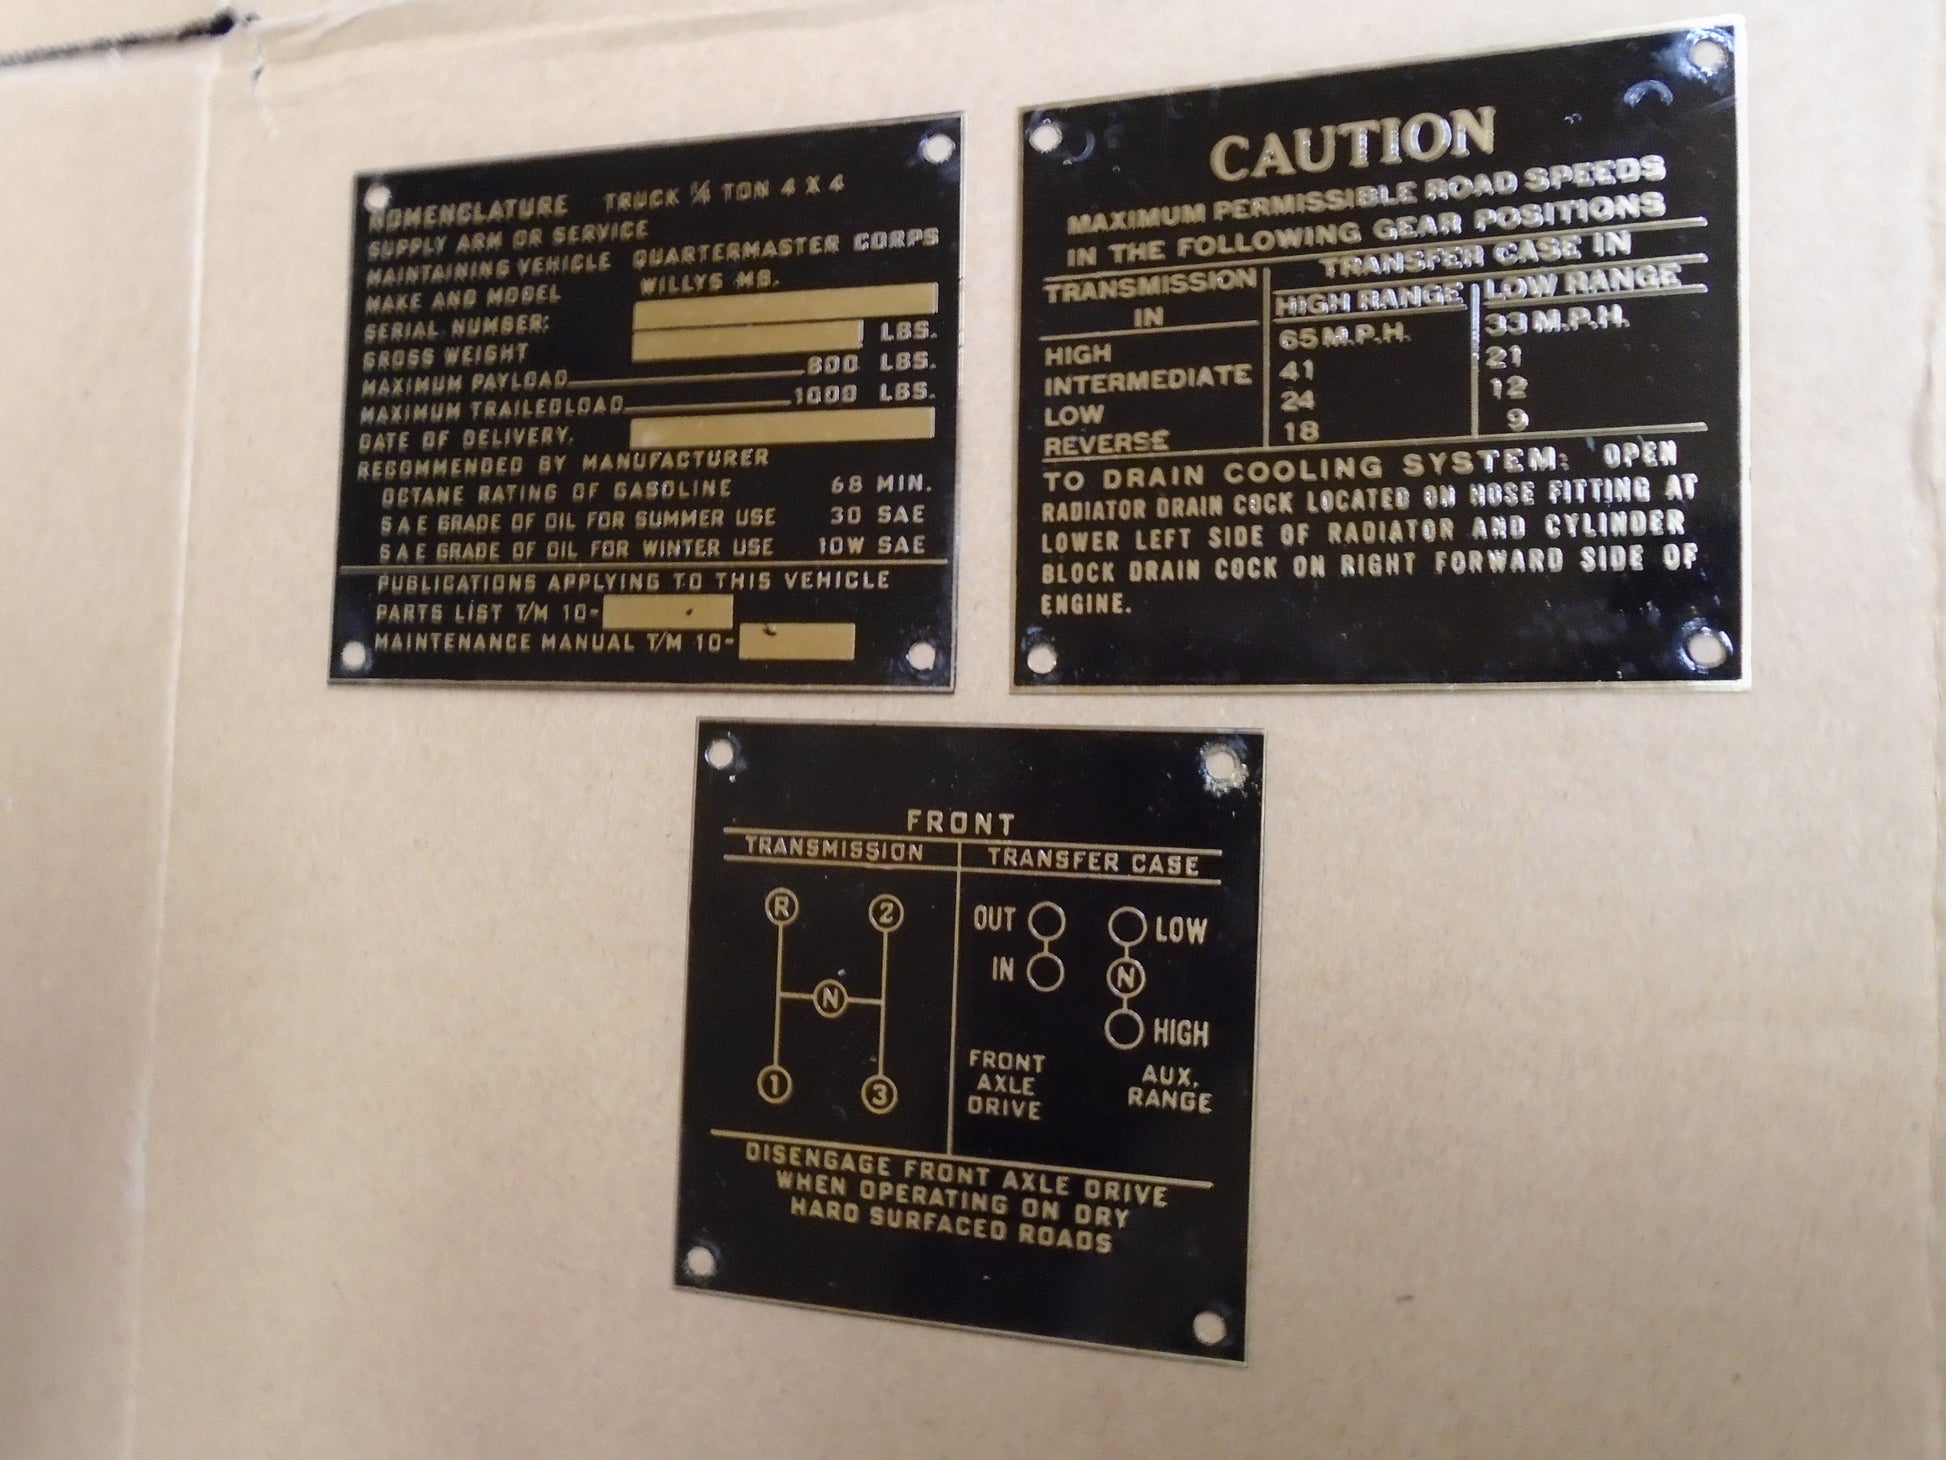 NOMENCLATURE TRUCK 1/4 TON 4 X 4
SUPPLY ARM OR SERVICE
MAINTAINING VEHICLE QUARTERMASTER CORPS
MAKE AND MODEL WILLYS MB.
SERIAL NUMBER:
GROSS WEIGHT LBS.
MAXIMUM PAYLOAD 800 LBS.
MAXIMUM TRAILEDLOAD 1000 LBS.
DATE OF DELIVERY.
RECOMMENDED BY MANUFACTURER
OCTANE RATING OF GASOLINE 68 MIN.
SAE GRADE OF OIL FOR SUMMER USE 30 SAE
SAE GRADE OF OIL FOR WINTER USE 10W SAE
PUBLICATIONS APPLYING TO THIS VEHICLE
PARTS LIST T/M 10-
MAINTENANCE MANUAL T/M 10-
CAUTION
MAXIMUM PERMISSIBLE ROAD SPEEDS
IN THE FOLLOWING GEAR POSITIONS
TRANSMISSION IN
TRANSFER CASE IN
HIGH RANGE LOW RANGE
HIGH 65 M.P.H. 33 M.P.H.
INTERMEDIATE 41 21
LOW 24 12
REVERSE 18 9
TO DRAIN COOLING SYSTEM: OPEN
RADIATOR DRAIN COCK LOCATED ON HOSE FITTING AT
LOWER LEFT SIDE OF RADIATOR AND CYLINDER
BLOCK DRAIN COCK ON RIGHT FORWARD SIDE OF
ENGINE.
FRONT
TRANSMISSION TRANSFER CASE
R 2 OUT LOW
IN N
N HIGH
1 3
FRONT AXLE DRIVE
AUX. RANGE
DISENGAGE FRONT AXLE DRIVE
WHEN OPERATING ON DRY
HARD SURFACED ROADS